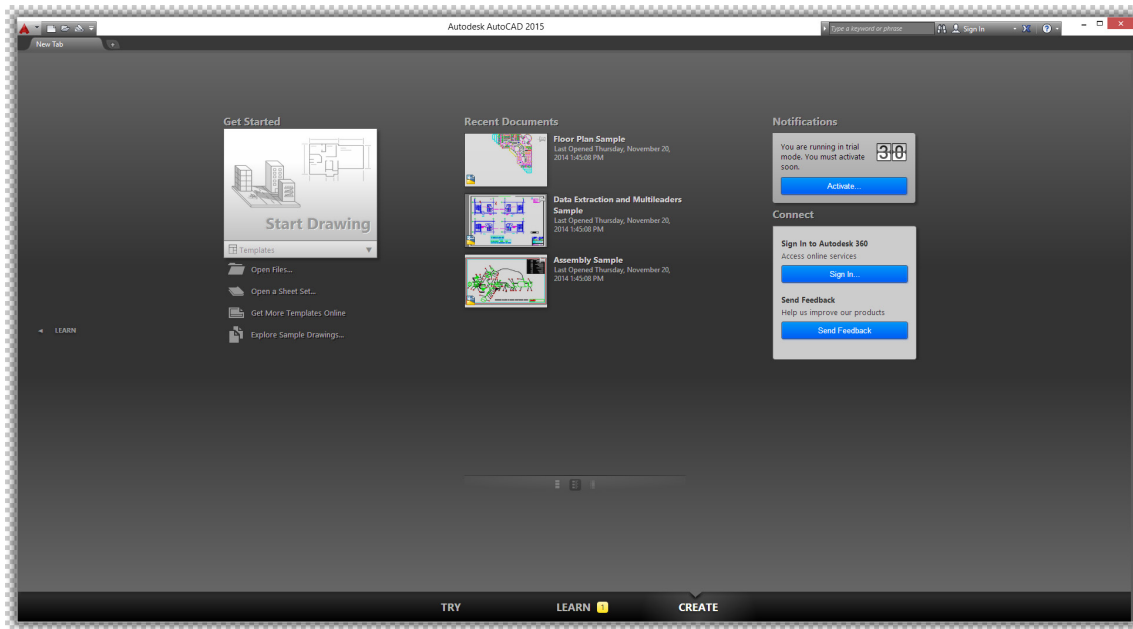 Autodesk AutoCAD 2015
Type a keyword or phrase
Sign In
New Tab
Get Started
Start Drawing
Templates
Open Files...
Open a Sheet Set...
Get More Templates Online
Explore Sample Drawings...
Recent Documents
Floor Plan Sample
Last Opened Thursday, November 20,
2014 1:45:08 PM
Data Extraction and Multileaders
Sample
Last Opened Thursday, November 20,
2014 1:45:08 PM
Assembly Sample
Last Opened Thursday, November 20,
2014 1:45:08 PM
Notifications
You are running in trial
mode. You must activate
soon.
30
Activate...
Connect
Sign In to Autodesk 360
Access online services
Sign In...
Send Feedback
Help us improve our products
Send Feedback
LEARN
TRY
LEARN 1
CREATE